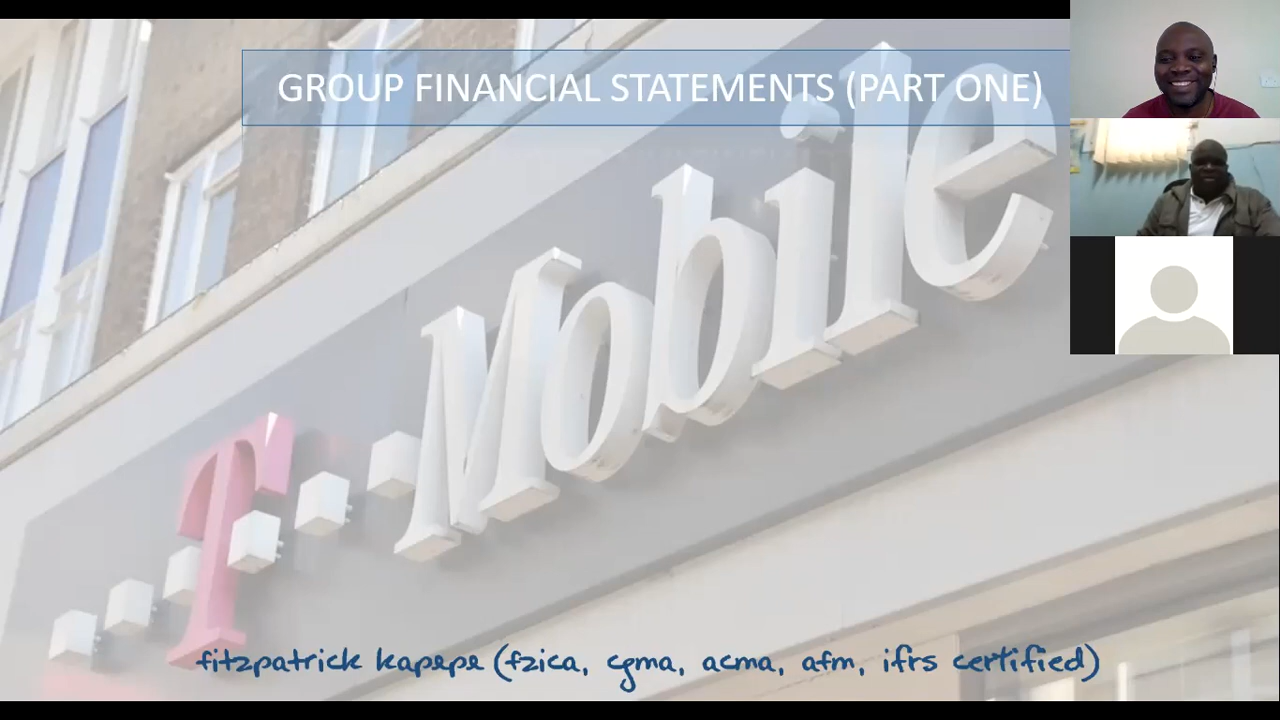 GROUP FINANCIAL STATEMENTS (PART ONE)
T Mobile
fitzpatrick kapepe (fzica, cgma, acma, afm, ifrs certified)